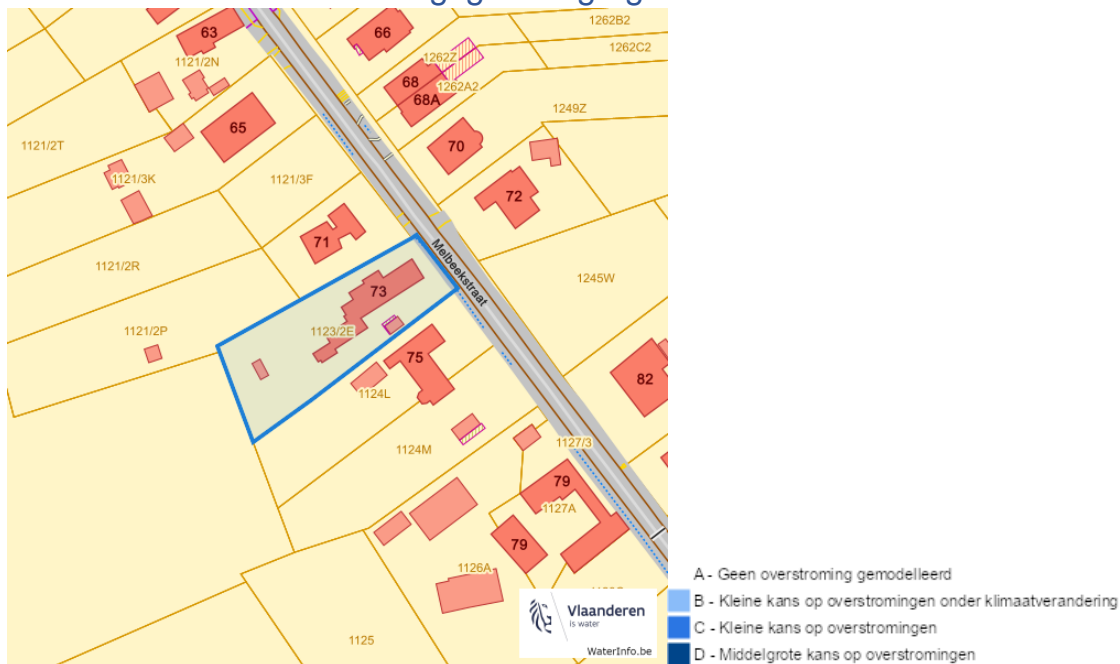 63
1121/2N
66
1262B2
1262Z
1262C2
68
68A
1262A2
1249Z
65
70
1121/2T
1121/3K
1121/3F
72
71
Melbeekstraat
1121/2R
1245W
73
1123/2E
1121/2P
75
82
1124L
1124M
1127/3
79
1127A
79
1126A
1125
Vlaanderen
is water
WaterInfo.be
A - Geen overstroming gemodelleerd
B - Kleine kans op overstromingen onder klimaatverandering
C - Kleine kans op overstromingen
D - Middelgrote kans op overstromingen